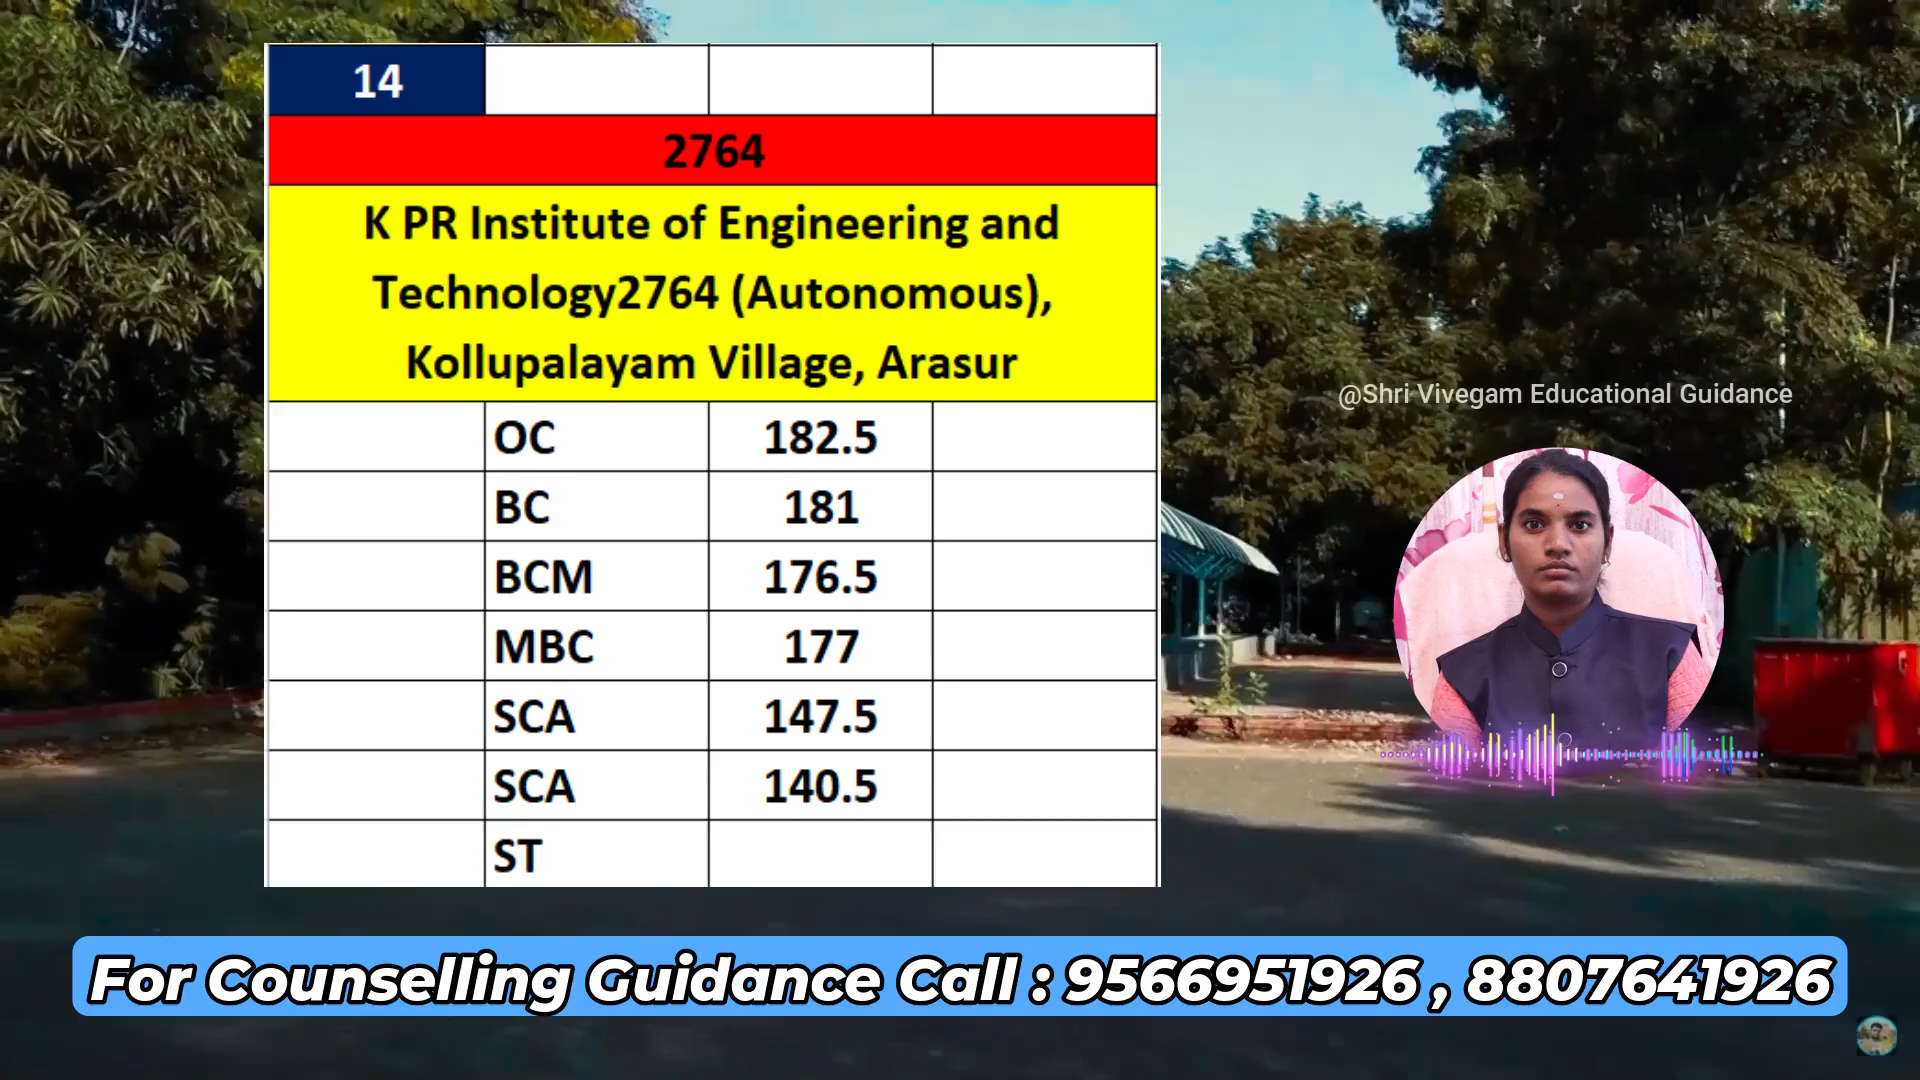 14
2764
K PR Institute of Engineering and
Technology2764 (Autonomous),
Kollupalayam Village, Arasur
OC 182.5
BC 181
BCM 176.5
MBC 177
SCA 147.5
SCA 140.5
ST
@Shri Vivegam Educational Guidance
For Counselling Guidance Call : 9566951926 , 8807641926